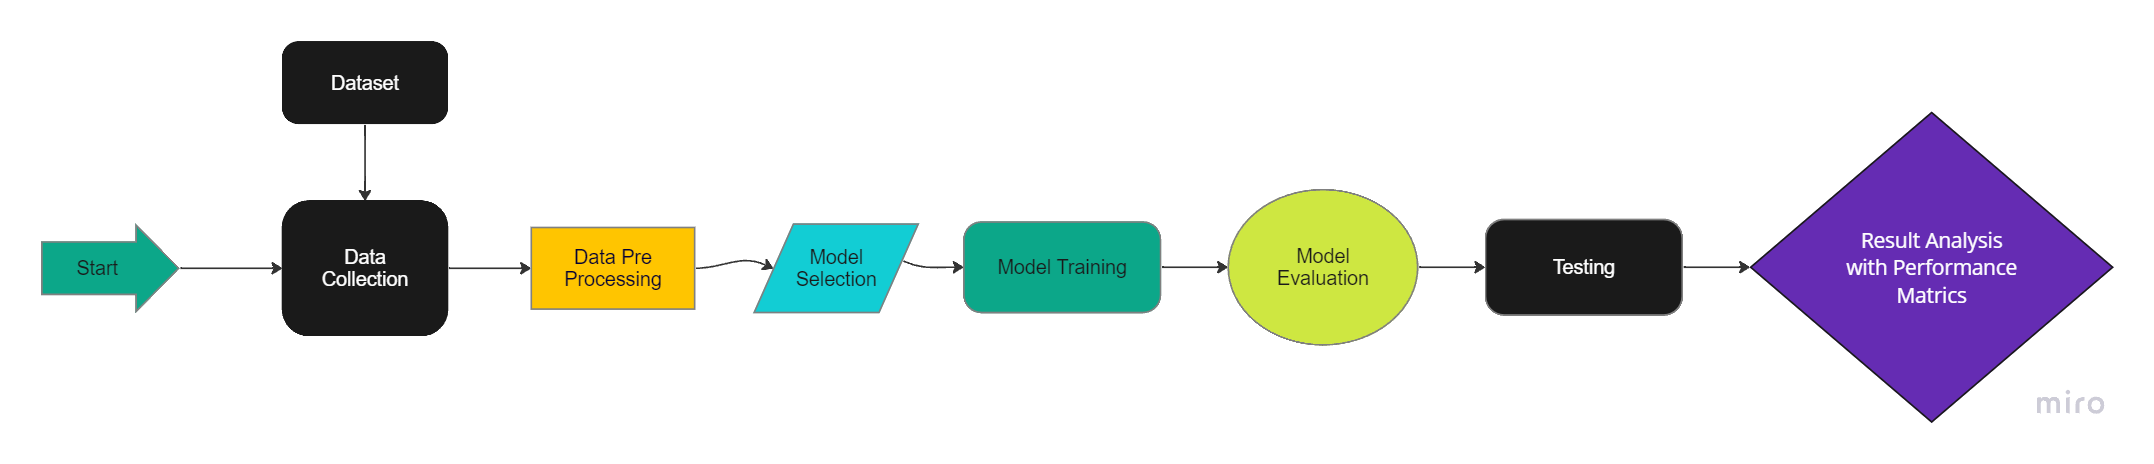 Dataset
Start
Data
Collection
Data Pre
Processing
Model
Selection
Model Training
Model
Evaluation
Testing
Result Analysis
with Performance
Matrics
miro